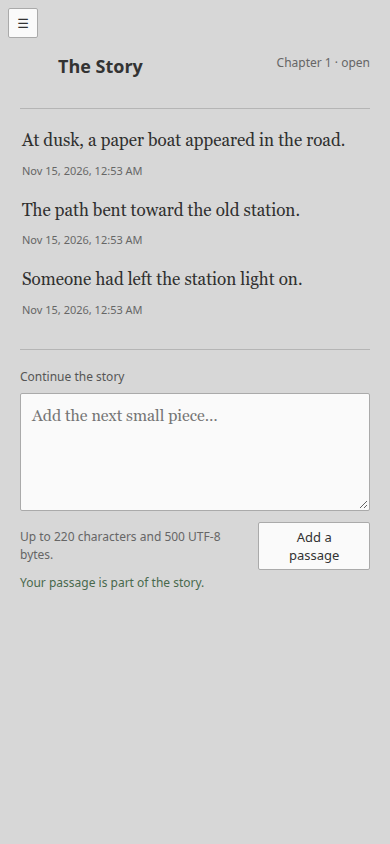 ☰
The Story
Chapter 1 · open
At dusk, a paper boat appeared in the road.
Nov 15, 2026, 12:53 AM
The path bent toward the old station.
Nov 15, 2026, 12:53 AM
Someone had left the station light on.
Nov 15, 2026, 12:53 AM
Continue the story
Add the next small piece...
Up to 220 characters and 500 UTF-8
bytes.
Add a
passage
Your passage is part of the story.